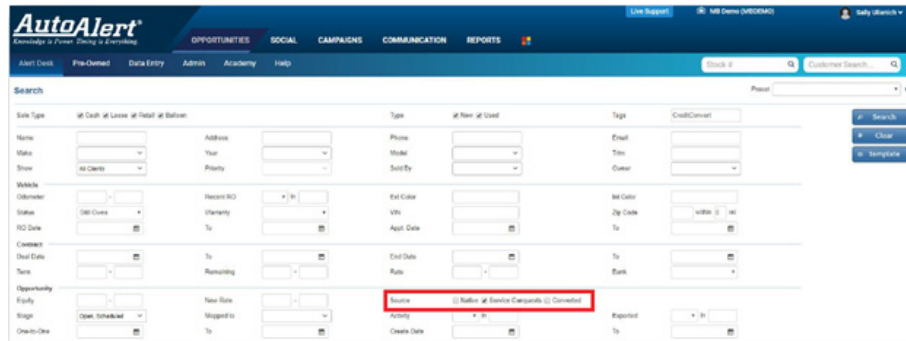 Live Support MB Demo (MBDEMO) Sally Ullanich
AutoAlert®
Knowledge is Power. Timing is Everything.
OPPORTUNITIES SOCIAL CAMPAIGNS COMMUNICATION REPORTS
Alert Desk Pre-Owned Data Entry Admin Academy Help Stock # Customer Search...
Search Preset
Sale Type Cash Lease Retail Balloon Type New Used Tags CreditConvert Search
Name Address Phone Email Clear
Make Year Model Trim Template
Show All Clients Priority Sold By Owner
Vehicle
Odometer - Recent RO in Ext Color Int Color
Status Still Owns Warranty VIN Zip Code within 0 mi
RO Date To Appt. Date To
Contract
Deal Date To End Date To
Term - Remaining - Rate - Bank
Opportunity
Equity - New Rate Source Native Service Conquests Converted
Stage Open, Scheduled Mapped to Activity in Exported in
One-to-One To Create Date To